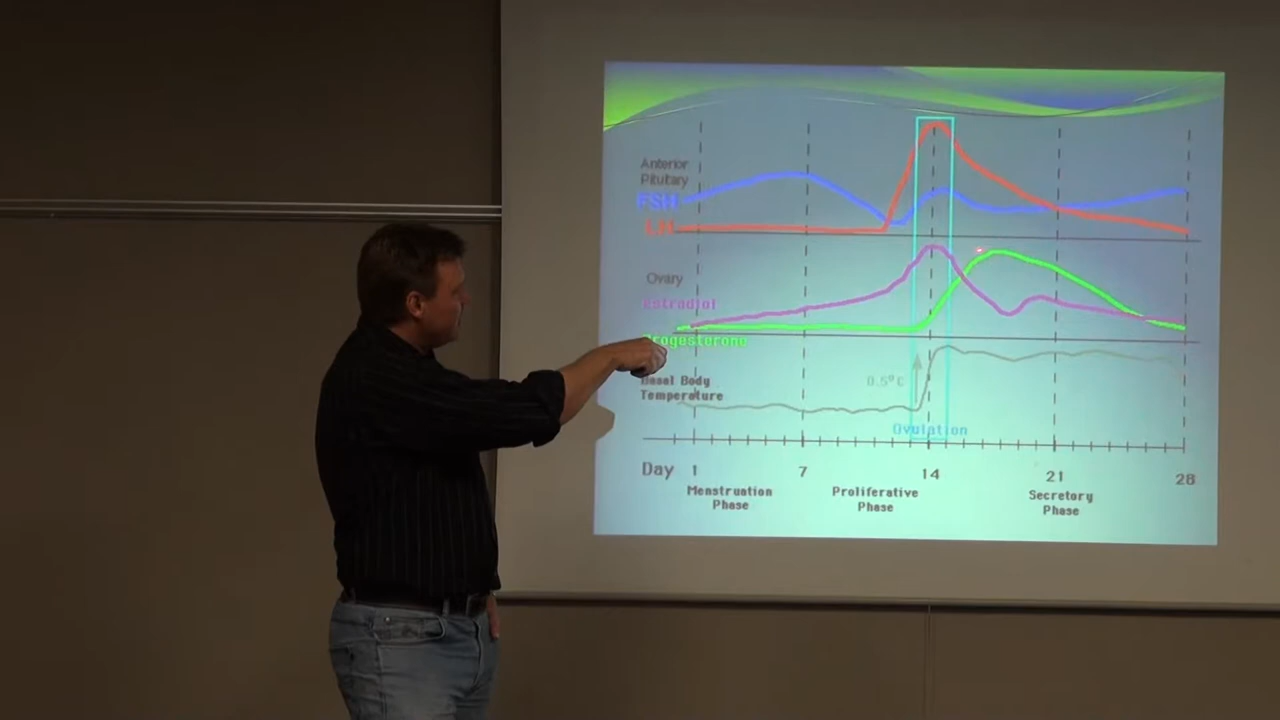 Anterior
Pitutary
FSH
LH
Ovary
Estradiol
Progesterone
Basal Body
Temperature
0.5°C
Ovulation
Day 1 7 14 21 28
Menstruation
Phase
Proliferative
Phase
Secretory
Phase